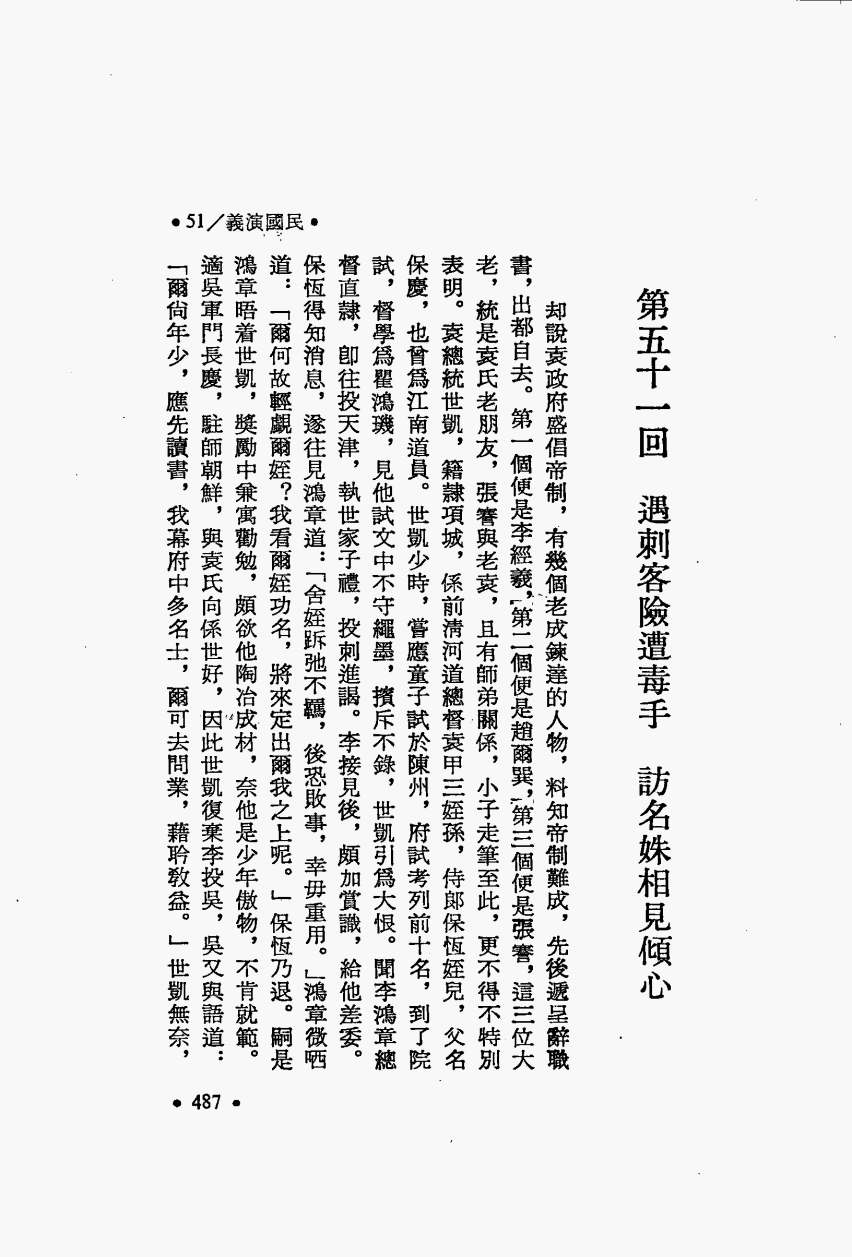 •51/義演國民•
第五十一回　遇刺客險遭毒手　訪名姝相見傾心
却說袁政府盛倡帝制，有幾個老成鍊達的人物，料知帝制難成，先後遞呈辭職
書，出都自去。第一個便是李經羲，第二個便是趙爾巽，第三個便是張謇，這三位大
老，統是袁氏老朋友，張謇與老袁，且有師弟關係，小子走筆至此，更不得不特別
表明。袁總統世凱，籍隸項城，係前清河道總督袁甲三姪孫，侍郎保恆姪兒，父名
保慶，也曾爲江南道員。世凱少時，嘗應童子試於陳州，府試考列前十名，到了院
試，督學爲瞿鴻璣，見他試文中不守繩墨，擯斥不錄，世凱引爲大恨。聞李鴻章總
督直隸，卽往投天津，執世家子禮，投刺進謁。李接見後，頗加賞識，給他差委。
保恆得知消息，遂往見鴻章道：「舍姪跅弛不羈，後恐敗事，幸毋重用。」鴻章微哂
道：「爾何故輕覷爾姪？我看爾姪功名，將來定出爾我之上呢。」保恆乃退。嗣是
鴻章晤着世凱，獎勵中兼寓勸勉，頗欲他陶冶成材，奈他是少年傲物，不肯就範。
適吳軍門長慶，駐師朝鮮，與袁氏向係世好，因此世凱復棄李投吳，吳又與語道：
「爾尙年少，應先讀書，我幕府中多名士，爾可去問業，藉聆敎益。」世凱無奈，
•487•